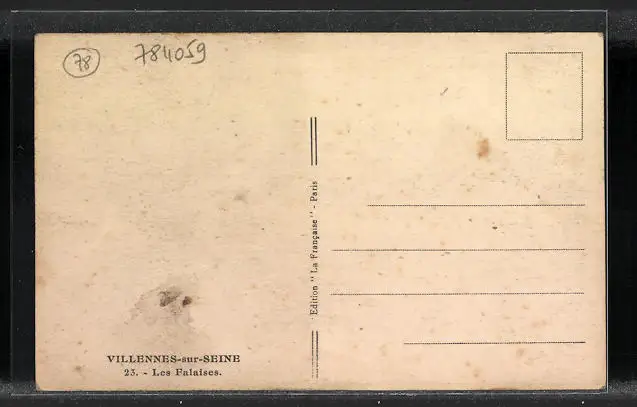 78
784059
Edition " La Française " - Paris
VILLENNES-sur-SEINE
23. - Les Falaises.